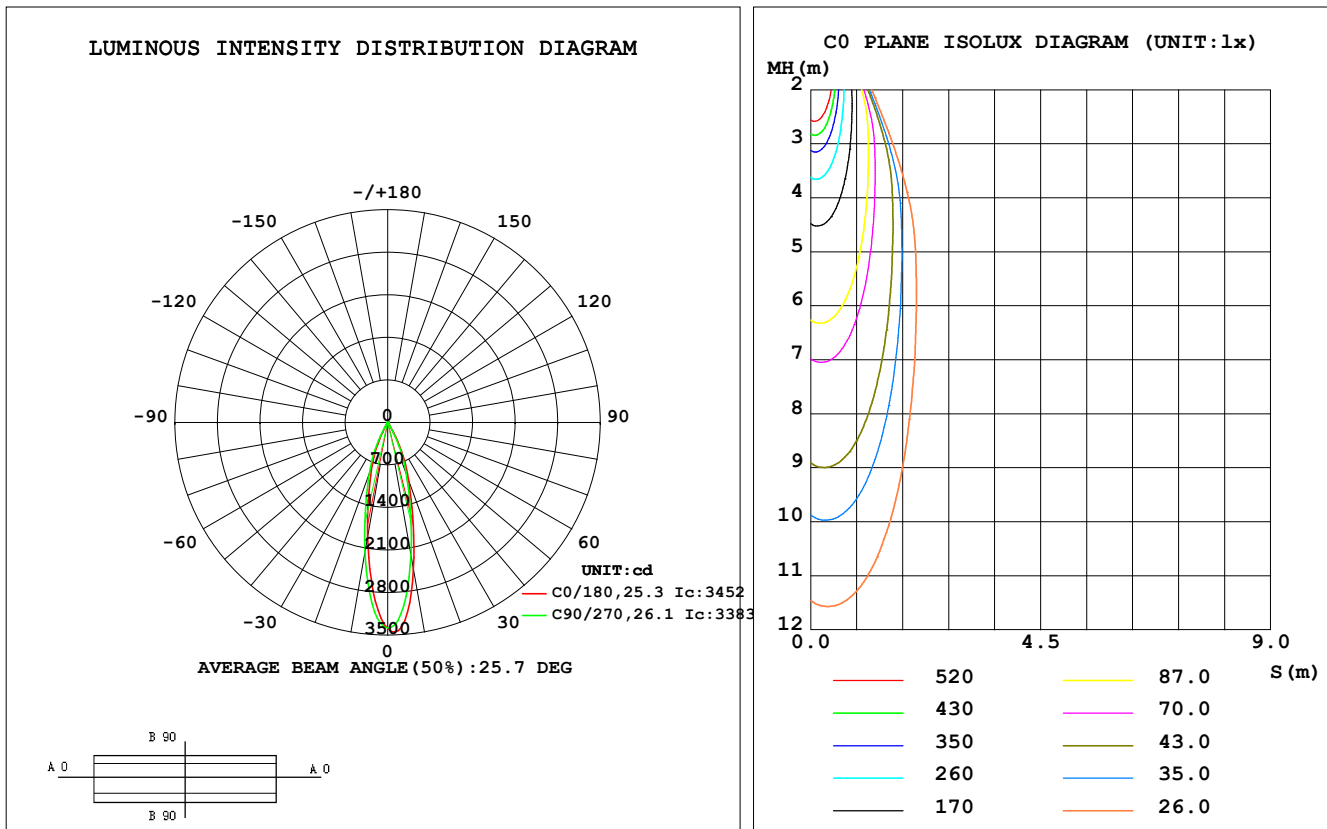 LUMINOUS INTENSITY DISTRIBUTION DIAGRAM
-/+180
-150 150
-120 120
-90 90
-60 60
-30 30
0
0
700
1400
2100
2800
3500
UNIT:cd
C0/180,25.3 Ic:3452
C90/270,26.1 Ic:3383
AVERAGE BEAM ANGLE(50%):25.7 DEG
B 90
A 0 A 0
B 90
C0 PLANE ISOLUX DIAGRAM (UNIT:lx)
MH(m)
2
3
4
5
6
7
8
9
10
11
12
0.0 4.5 9.0
S(m)
520 87.0
430 70.0
350 43.0
260 35.0
170 26.0